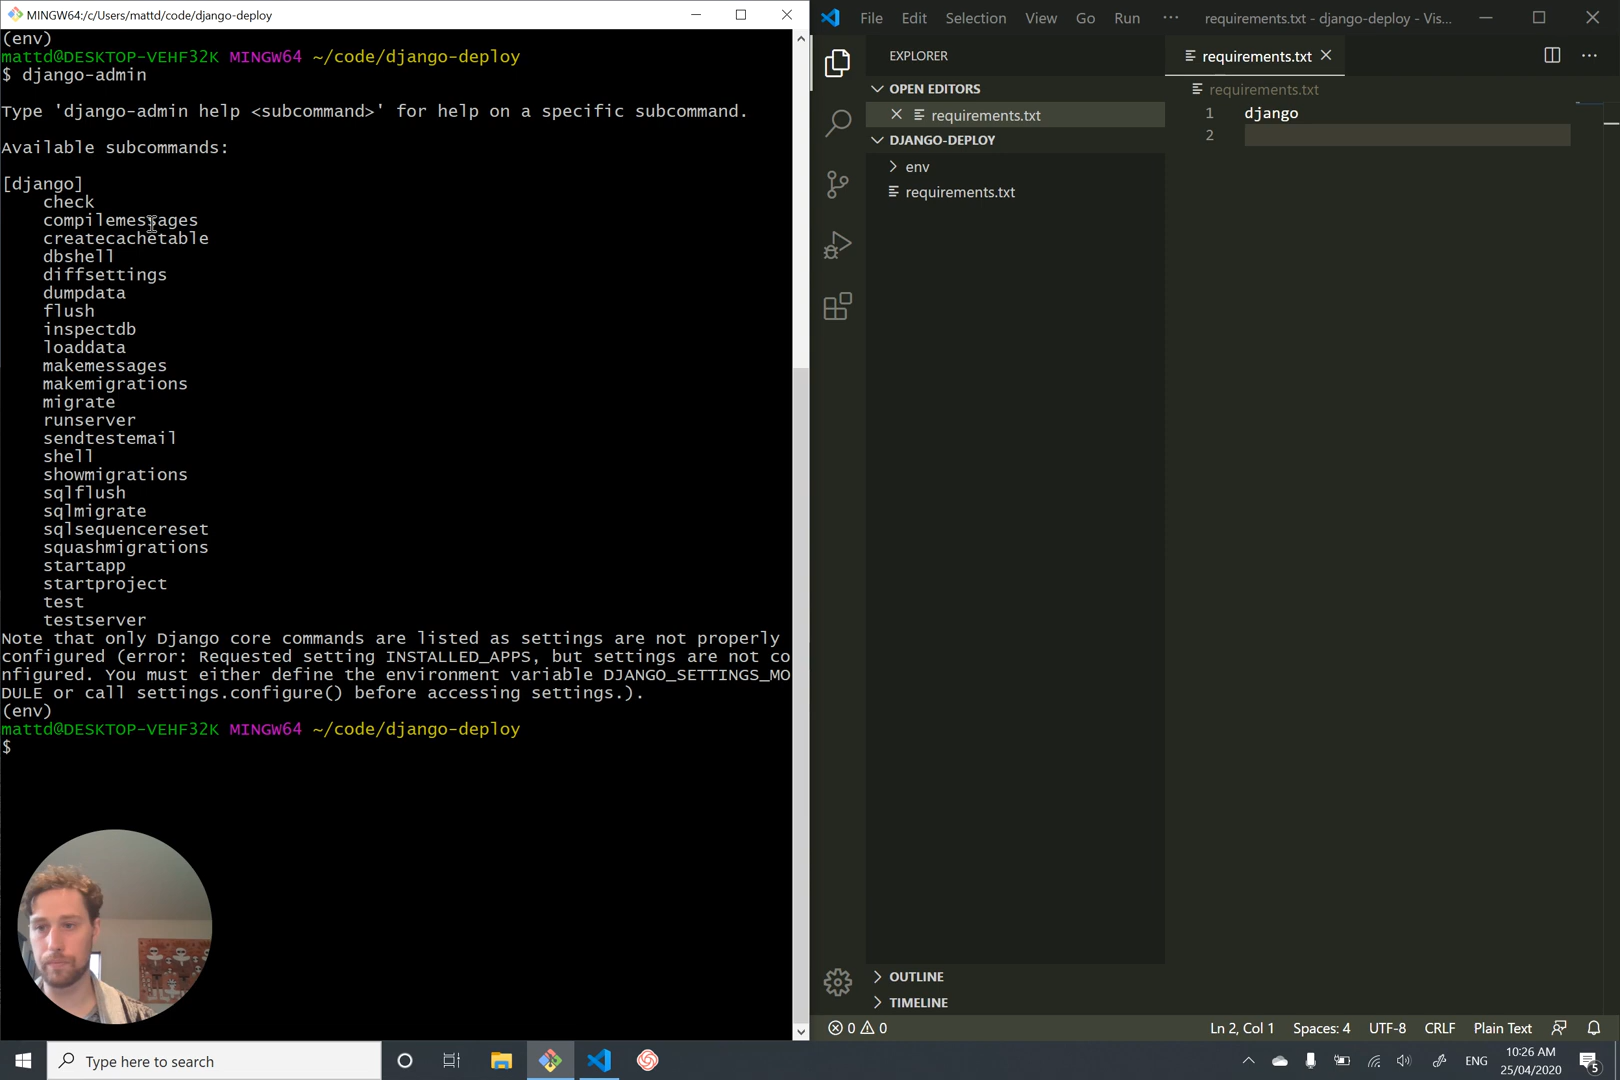 MINGW64:/c/Users/mattd/code/django-deploy
(env)
mattd@DESKTOP-VEHF32K MINGW64 ~/code/django-deploy
$ django-admin
Type 'django-admin help <subcommand>' for help on a specific subcommand.
Available subcommands:
[django]
check
compilemessages
createcachetable
dbshell
diffsettings
dumpdata
flush
inspectdb
loaddata
makemessages
makemigrations
migrate
runserver
sendtestemail
shell
showmigrations
sqlflush
sqlmigrate
sqlsequencereset
squashmigrations
startapp
startproject
test
testserver
Note that only Django core commands are listed as settings are not properly
configured (error: Requested setting INSTALLED_APPS, but settings are not co
nfigured. You must either define the environment variable DJANGO_SETTINGS_MO
DULE or call settings.configure() before accessing settings.).
(env)
mattd@DESKTOP-VEHF32K MINGW64 ~/code/django-deploy
$
File Edit Selection View Go Run ··· requirements.txt - django-deploy - Vis...
EXPLORER
OPEN EDITORS
requirements.txt
DJANGO-DEPLOY
env
requirements.txt
OUTLINE
TIMELINE
requirements.txt
requirements.txt
1 django
2
0 0
Ln 2, Col 1 Spaces: 4 UTF-8 CRLF Plain Text
Type here to search
ENG
10:26 AM
25/04/2020
5